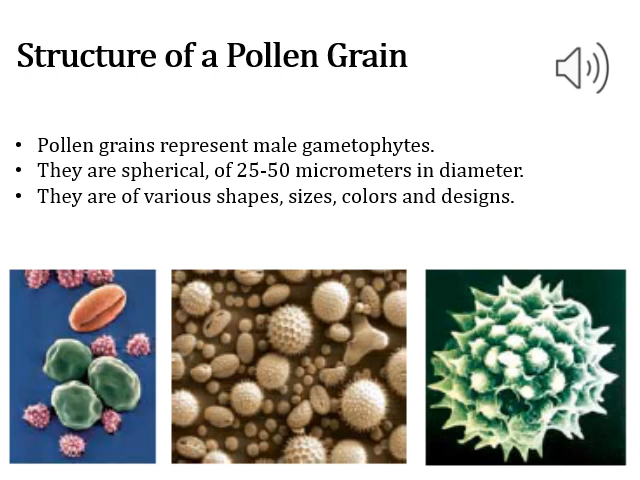 Structure of a Pollen Grain
• Pollen grains represent male gametophytes.
• They are spherical, of 25-50 micrometers in diameter.
• They are of various shapes, sizes, colors and designs.